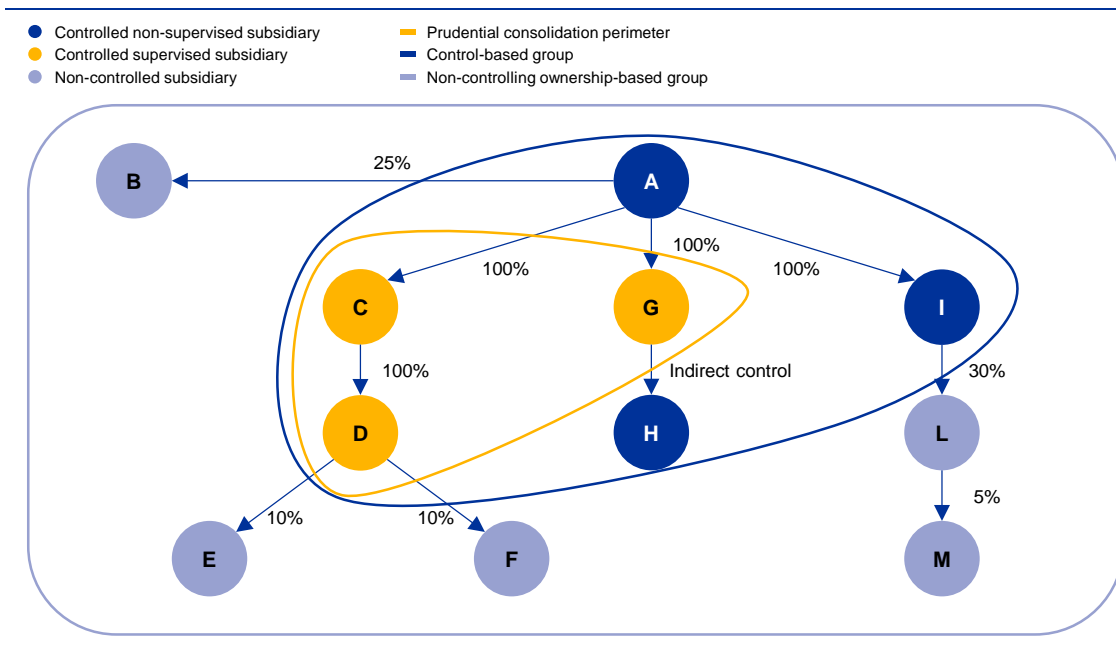 Controlled non-supervised subsidiary
Controlled supervised subsidiary
Non-controlled subsidiary
Prudential consolidation perimeter
Control-based group
Non-controlling ownership-based group
B
25%
A
100%
100%
100%
C
G
I
100%
Indirect control
30%
D
H
L
10%
10%
5%
E
F
M